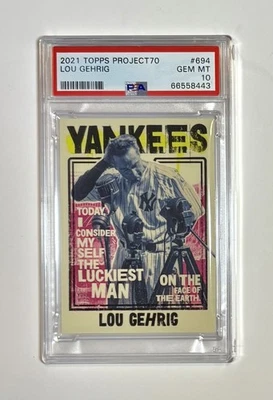 2021 TOPPS PROJECT70 #694
LOU GEHRIG GEM MT
PSA 10
66558443
YANKEES
TODAY
I
CONSIDER
MY
SELF
THE
LUCKIEST
MAN
ON THE
FACE OF
THE EARTH
LOU GEHRIG